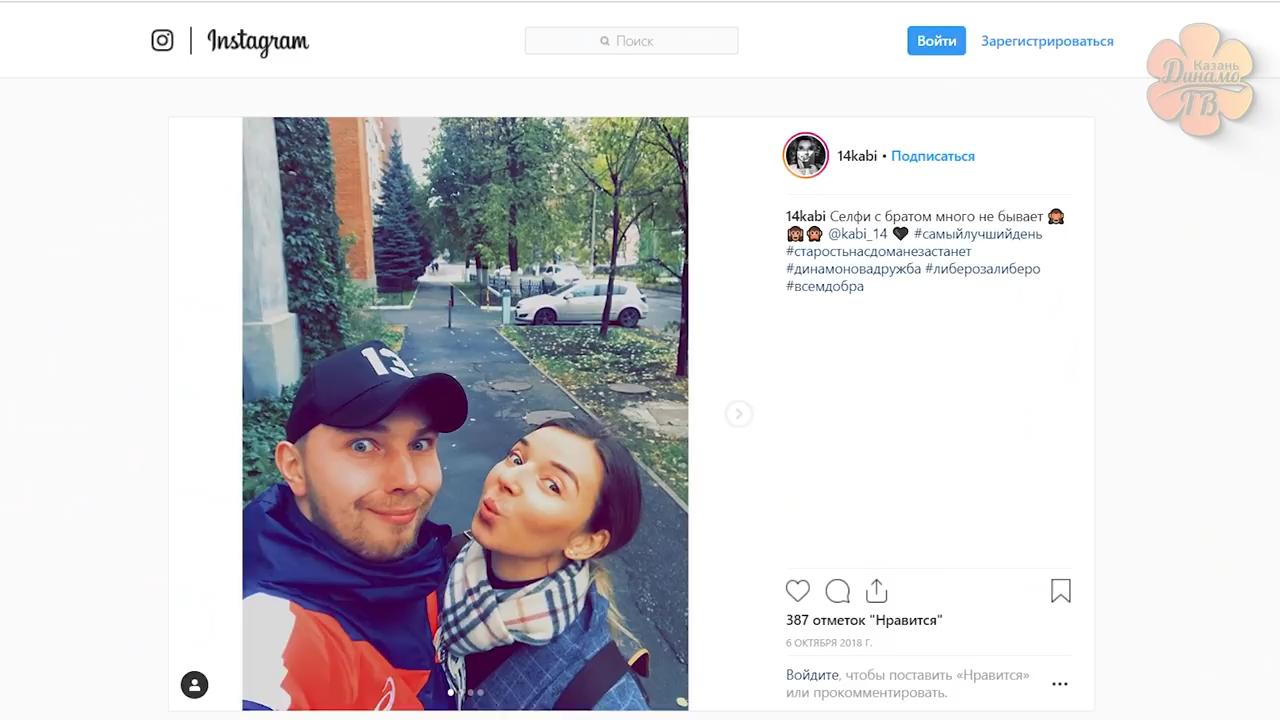 Instagram
Поиск
Войти
Зарегистрироваться
Казань
Динамо
ТВ
13
14kabi • Подписаться
14kabi Селфи с братом много не бывает 🙈
🙉🙊 @kabi_14 🖤 #самыйлучшийдень
#старостьнасдоманезастанет
#динамоновадружба #либерозалиберо
#всемдобра
387 отметок "Нравится"
6 ОКТЯБРЯ 2018 Г.
Войдите, чтобы поставить «Нравится»
или прокомментировать.